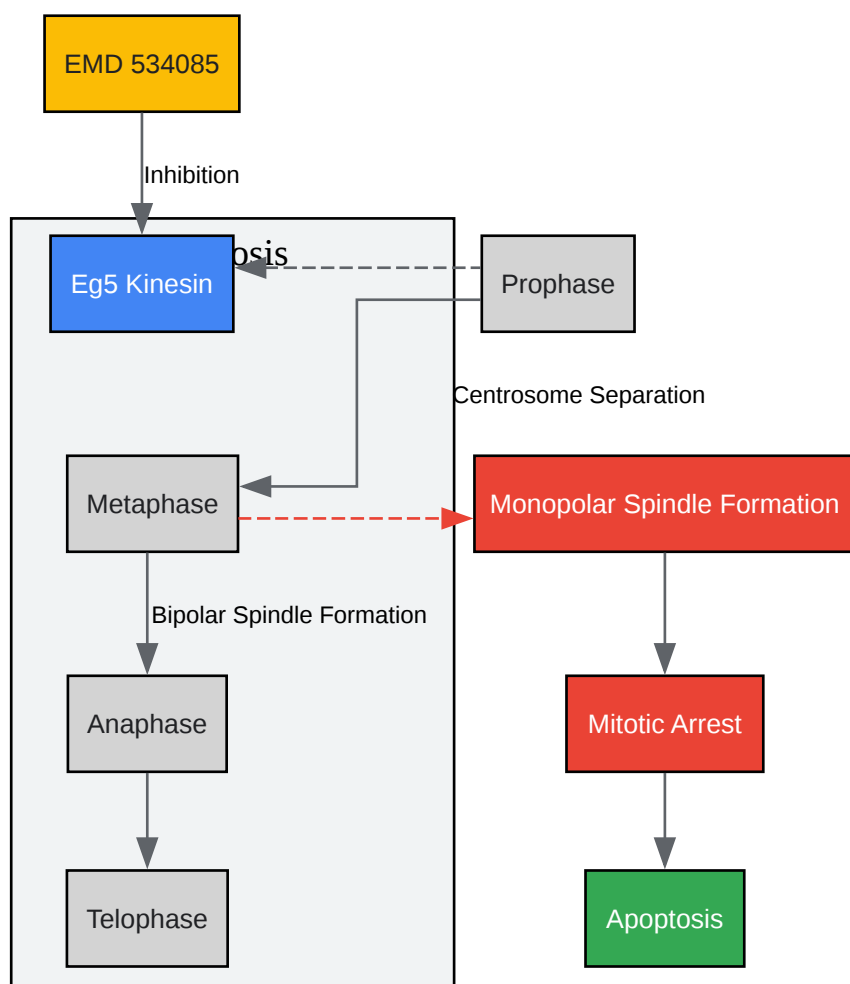 EMD 534085
Inhibition
Eg5 Kinesin
Prophase
Centrosome Separation
Metaphase
Monopolar Spindle Formation
Bipolar Spindle Formation
Anaphase
Mitotic Arrest
Telophase
Apoptosis